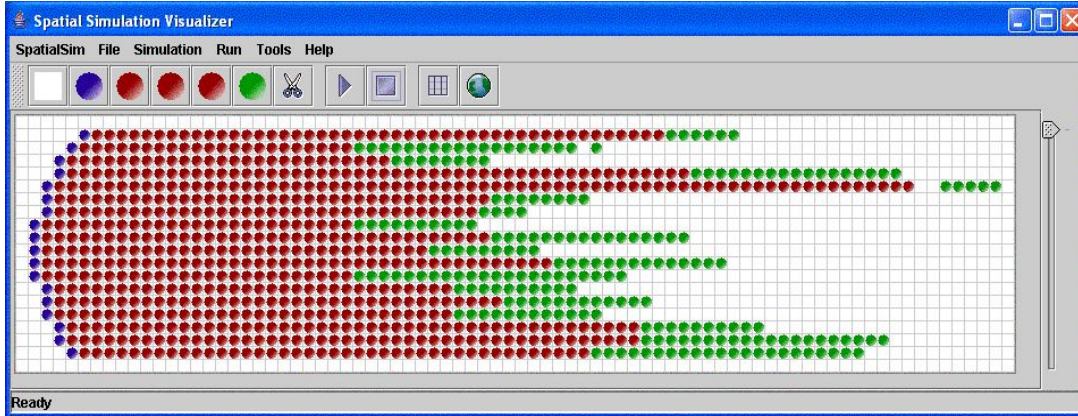 Spatial Simulation Visualizer
SpatialSim File Simulation Run Tools Help
Ready